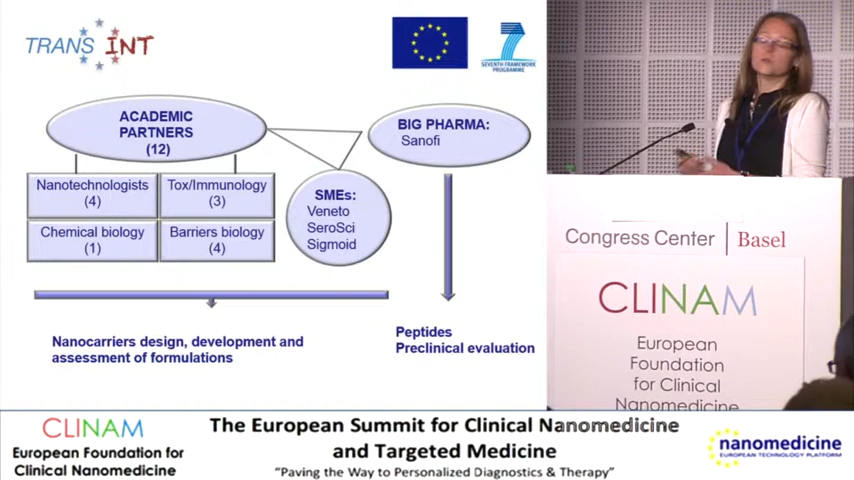 TRANS INT
7
SEVENTH FRAMEWORK
PROGRAMME
ACADEMIC
PARTNERS
(12)
BIG PHARMA:
Sanofi
Nanotechnologists
(4)
Tox/Immunology
(3)
Chemical biology
(1)
Barriers biology
(4)
SMEs:
Veneto
SeroSci
Sigmoid
Nanocarriers design, development and
assessment of formulations
Peptides
Preclinical evaluation
Congress Center | Basel
CLINAM
European
Foundation
for Clinical
Nanomedicine
CLINAM
European Foundation for
Clinical Nanomedicine
The European Summit for Clinical Nanomedicine
and Targeted Medicine
"Paving the Way to Personalized Diagnostics & Therapy"
nanomedicine
EUROPEAN TECHNOLOGY PLATFORM